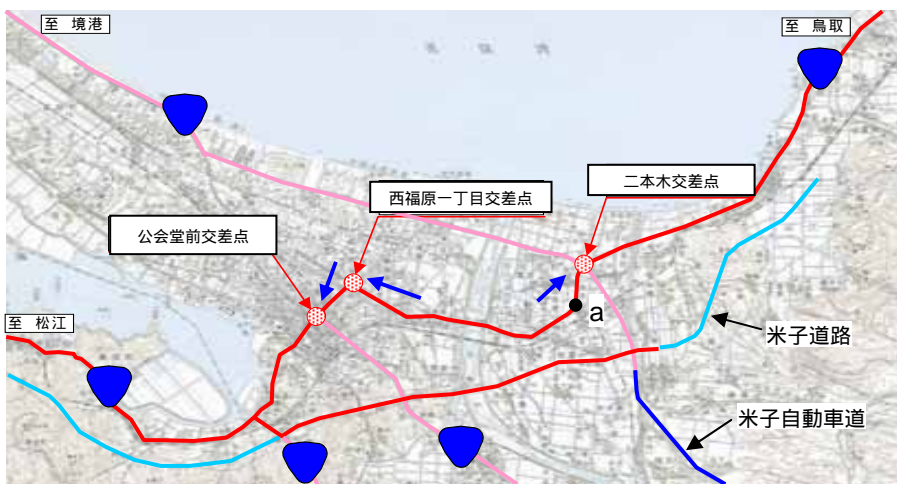 至 境港
至 鳥取
二本木交差点
西福原一丁目交差点
公会堂前交差点
至 松江
a
米子道路
米子自動車道